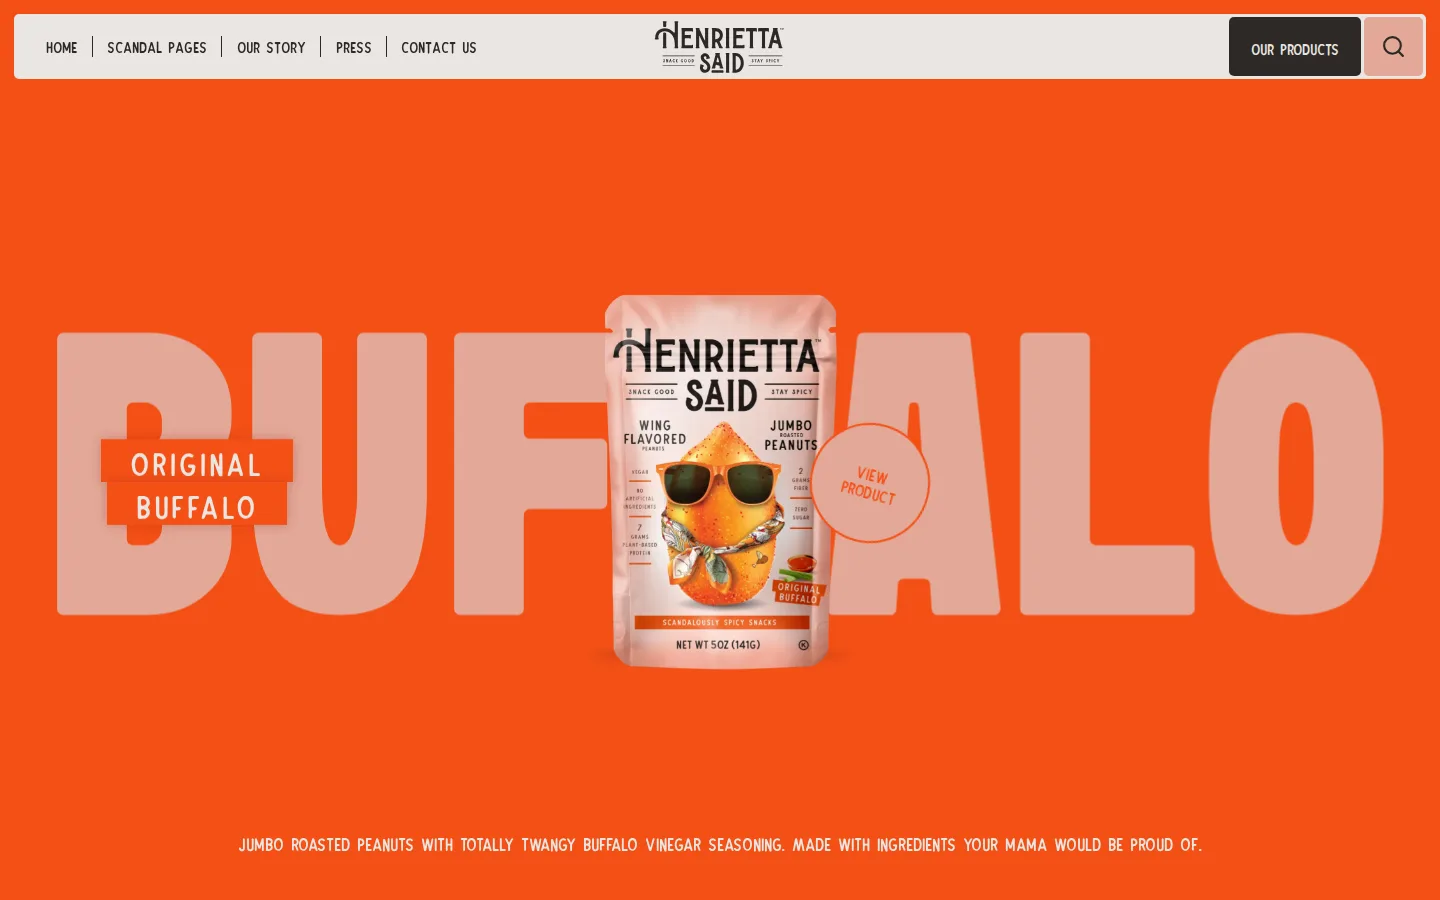 HOME
SCANDAL PAGES
OUR STORY
PRESS
CONTACT US
HENRIETTA
SNACK GOOD
SAID
STAY SPICY
OUR PRODUCTS
BUFFALO
ORIGINAL
BUFFALO
HENRIETTA™
SNACK GOOD
SAID
STAY SPICY
WING
FLAVORED
PEANUTS
JUMBO
ROASTED
PEANUTS
VEGAN
NO
ARTIFICIAL
INGREDIENTS
7
GRAMS
PLANT-BASED
PROTEIN
2
GRAMS
FIBER
ZERO
SUGAR
ORIGINAL
BUFFALO
SCANDALOUSLY SPICY SNACKS
NET WT 5OZ (141G)
K
VIEW
PRODUCT
JUMBO ROASTED PEANUTS WITH TOTALLY TWANGY BUFFALO VINEGAR SEASONING. MADE WITH INGREDIENTS YOUR MAMA WOULD BE PROUD OF.